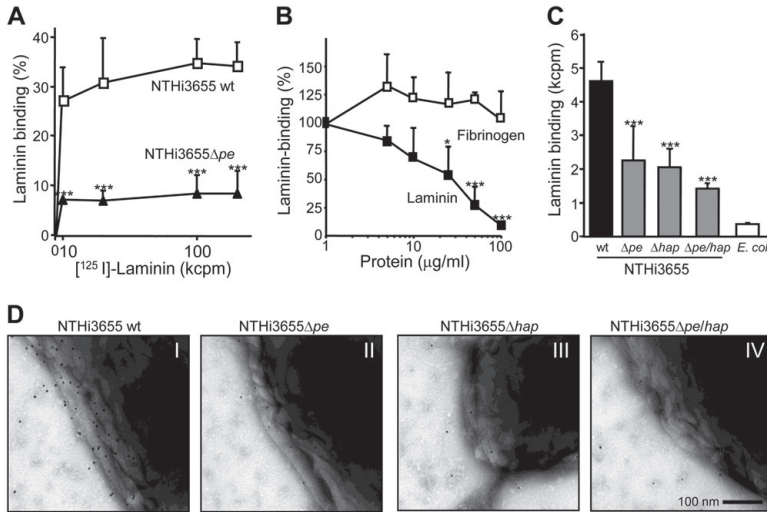 A
Laminin binding (%)
40
30
20
10
0
NTHi3655 wt
NTHi3655Δpe
***
***
***
***
0 10
100
[¹²⁵I]-Laminin (kcpm)
B
Laminin-binding (%)
150
125
100
75
50
25
0
Fibrinogen
Laminin
*
***
***
1
10
100
Protein (μg/ml)
C
Laminin binding (kcpm)
6
5
4
3
2
1
0
***
***
***
wt Δpe Δhap Δpe/hap E. coli
NTHi3655
D
NTHi3655 wt
NTHi3655Δpe
NTHi3655Δhap
NTHi3655Δpe/hap
I
II
III
IV
100 nm